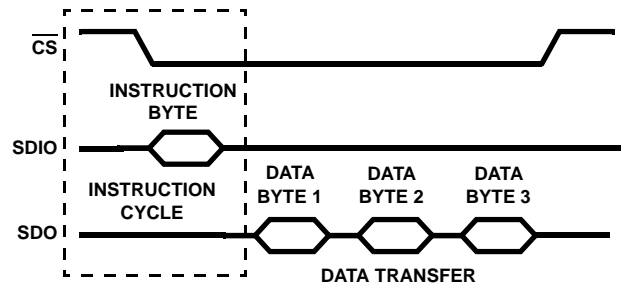 CS
INSTRUCTION
BYTE
SDIO
INSTRUCTION
CYCLE
DATA
BYTE 1
DATA
BYTE 2
DATA
BYTE 3
SDO
DATA TRANSFER